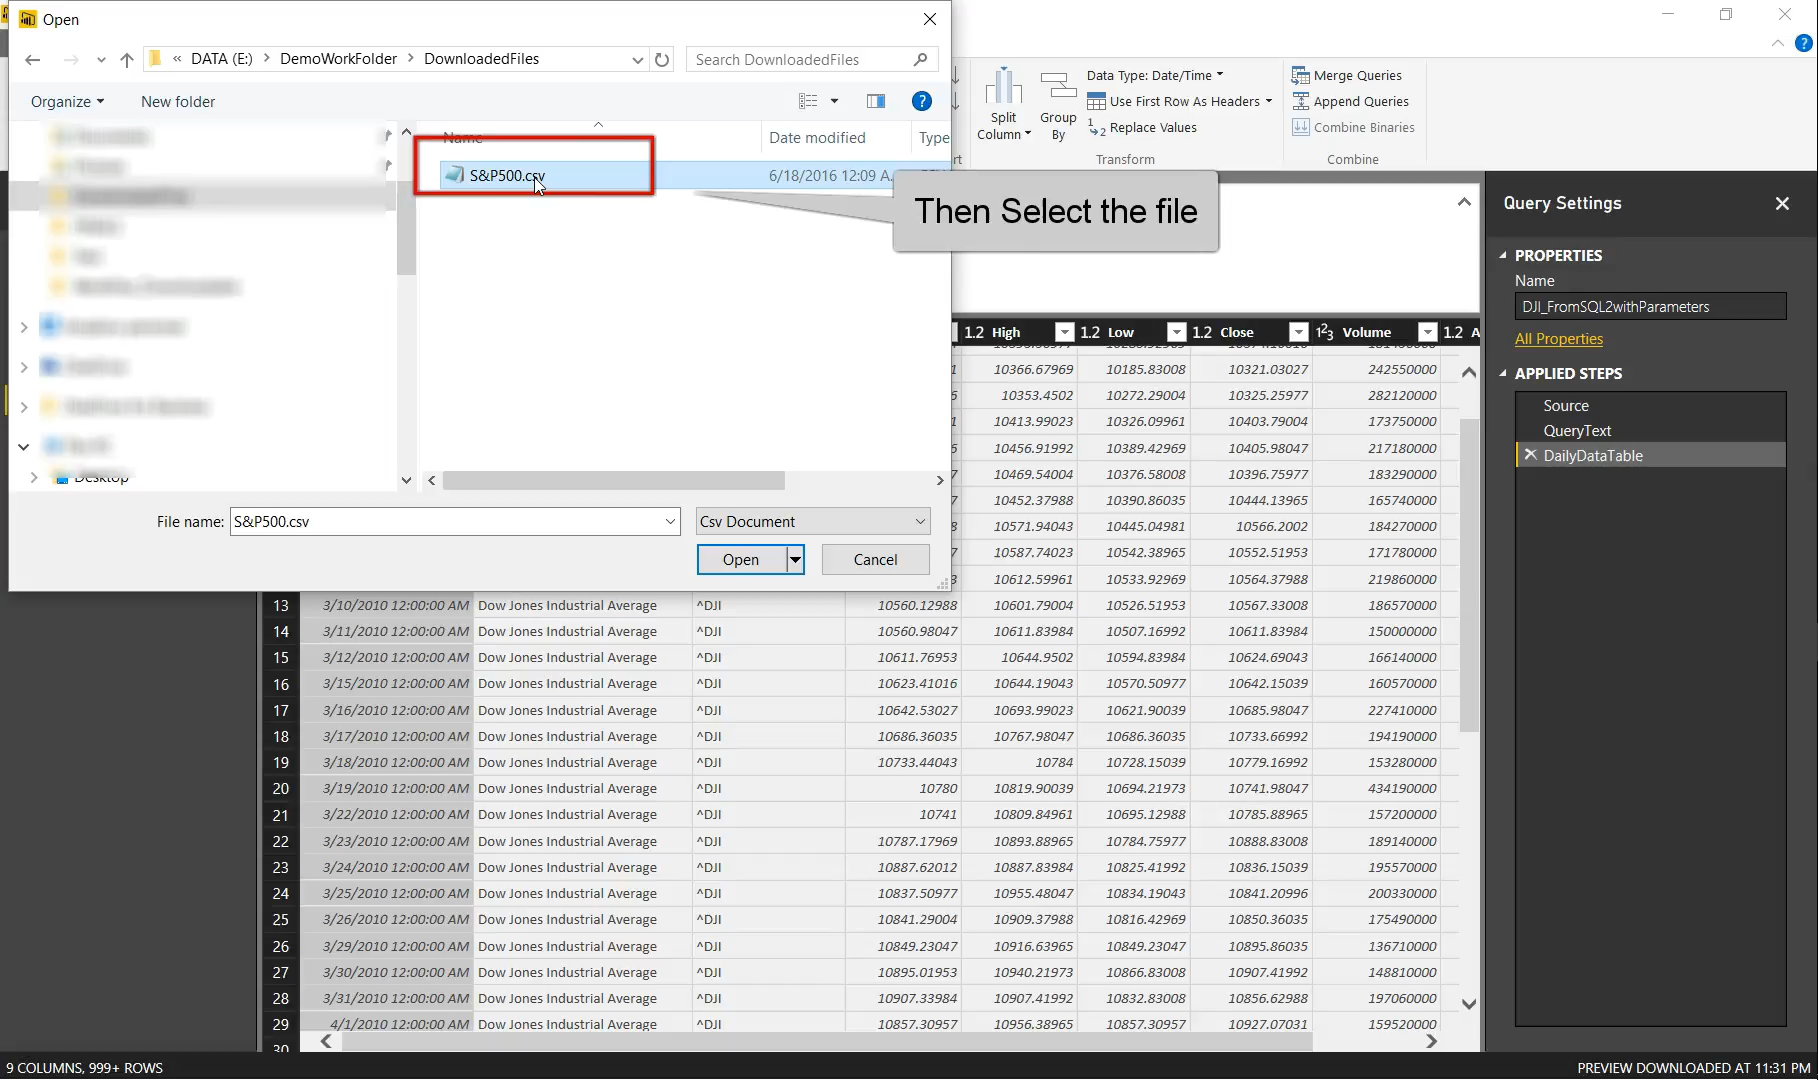 Open
« DATA (E:) > DemoWorkFolder > DownloadedFiles
Search DownloadedFiles
Organize
New folder
Name
Date modified
Type
S&P500.csv
6/18/2016 12:09 A
Then Select the file
Desktop
File name:
S&P500.csv
Csv Document
Open
Cancel
Split
Column
Group
By
Data Type: Date/Time
Use First Row As Headers
Replace Values
Transform
Merge Queries
Append Queries
Combine Binaries
Combine
1.2 High 1.2 Low 1.2 Close 123 Volume 1.2 A
10366.67969 10185.83008 10321.03027 242550000
10353.4502 10272.29004 10325.25977 282120000
10413.99023 10326.09961 10403.79004 173750000
10456.91992 10389.42969 10405.98047 217180000
10469.54004 10376.58008 10396.75977 183290000
10452.37988 10390.86035 10444.13965 165740000
10571.94043 10445.04981 10566.2002 184270000
10587.74023 10542.38965 10552.51953 171780000
10612.59961 10533.92969 10564.37988 219860000
13 3/10/2010 12:00:00 AM Dow Jones Industrial Average ^DJI 10560.12988 10601.79004 10526.51953 10567.33008 186570000
14 3/11/2010 12:00:00 AM Dow Jones Industrial Average ^DJI 10560.98047 10611.83984 10507.16992 10611.83984 150000000
15 3/12/2010 12:00:00 AM Dow Jones Industrial Average ^DJI 10611.76953 10644.9502 10594.83984 10624.69043 166140000
16 3/15/2010 12:00:00 AM Dow Jones Industrial Average ^DJI 10623.41016 10644.19043 10570.50977 10642.15039 160570000
17 3/16/2010 12:00:00 AM Dow Jones Industrial Average ^DJI 10642.53027 10693.99023 10621.90039 10685.98047 227410000
18 3/17/2010 12:00:00 AM Dow Jones Industrial Average ^DJI 10686.36035 10767.98047 10686.36035 10733.66992 194190000
19 3/18/2010 12:00:00 AM Dow Jones Industrial Average ^DJI 10733.44043 10784 10728.15039 10779.16992 153280000
20 3/19/2010 12:00:00 AM Dow Jones Industrial Average ^DJI 10780 10819.90039 10694.21973 10741.98047 434190000
21 3/22/2010 12:00:00 AM Dow Jones Industrial Average ^DJI 10741 10809.84961 10695.12988 10785.88965 157200000
22 3/23/2010 12:00:00 AM Dow Jones Industrial Average ^DJI 10787.17969 10893.88965 10784.75977 10888.83008 189140000
23 3/24/2010 12:00:00 AM Dow Jones Industrial Average ^DJI 10887.62012 10887.83984 10825.41992 10836.15039 195570000
24 3/25/2010 12:00:00 AM Dow Jones Industrial Average ^DJI 10837.50977 10955.48047 10834.19043 10841.20996 200330000
25 3/26/2010 12:00:00 AM Dow Jones Industrial Average ^DJI 10841.29004 10909.37988 10816.42969 10850.36035 175490000
26 3/29/2010 12:00:00 AM Dow Jones Industrial Average ^DJI 10849.23047 10916.63965 10849.23047 10895.86035 136710000
27 3/30/2010 12:00:00 AM Dow Jones Industrial Average ^DJI 10895.01953 10940.21973 10866.83008 10907.41992 148810000
28 3/31/2010 12:00:00 AM Dow Jones Industrial Average ^DJI 10907.33984 10907.41992 10832.83008 10856.62988 197060000
29 4/1/2010 12:00:00 AM Dow Jones Industrial Average ^DJI 10857.30957 10956.38965 10857.30957 10927.07031 159520000
30
Query Settings
PROPERTIES
Name
DJI_FromSQL2withParameters
All Properties
APPLIED STEPS
Source
QueryText
DailyDataTable
9 COLUMNS, 999+ ROWS
PREVIEW DOWNLOADED AT 11:31 PM